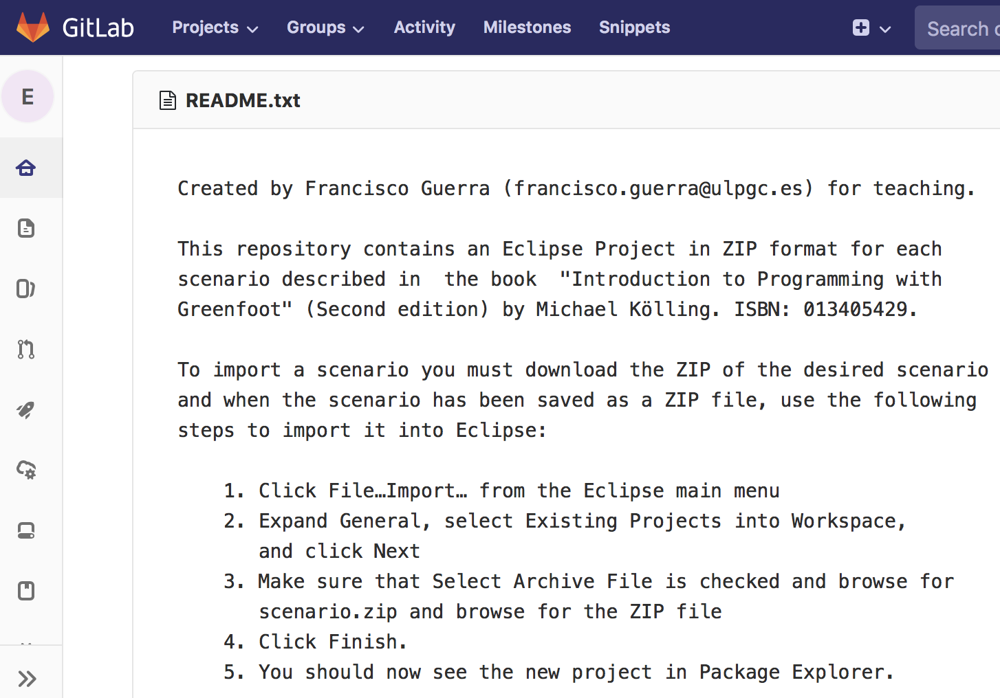 GitLab Projects Groups Activity Milestones Snippets Search
E
README.txt
Created by Francisco Guerra (francisco.guerra@ulpgc.es) for teaching.
This repository contains an Eclipse Project in ZIP format for each
scenario described in  the book  "Introduction to Programming with
Greenfoot" (Second edition) by Michael Kölling. ISBN: 013405429.
To import a scenario you must download the ZIP of the desired scenario
and when the scenario has been saved as a ZIP file, use the following
steps to import it into Eclipse:
1. Click File…Import… from the Eclipse main menu
2. Expand General, select Existing Projects into Workspace,
and click Next
3. Make sure that Select Archive File is checked and browse for
scenario.zip and browse for the ZIP file
4. Click Finish.
5. You should now see the new project in Package Explorer.